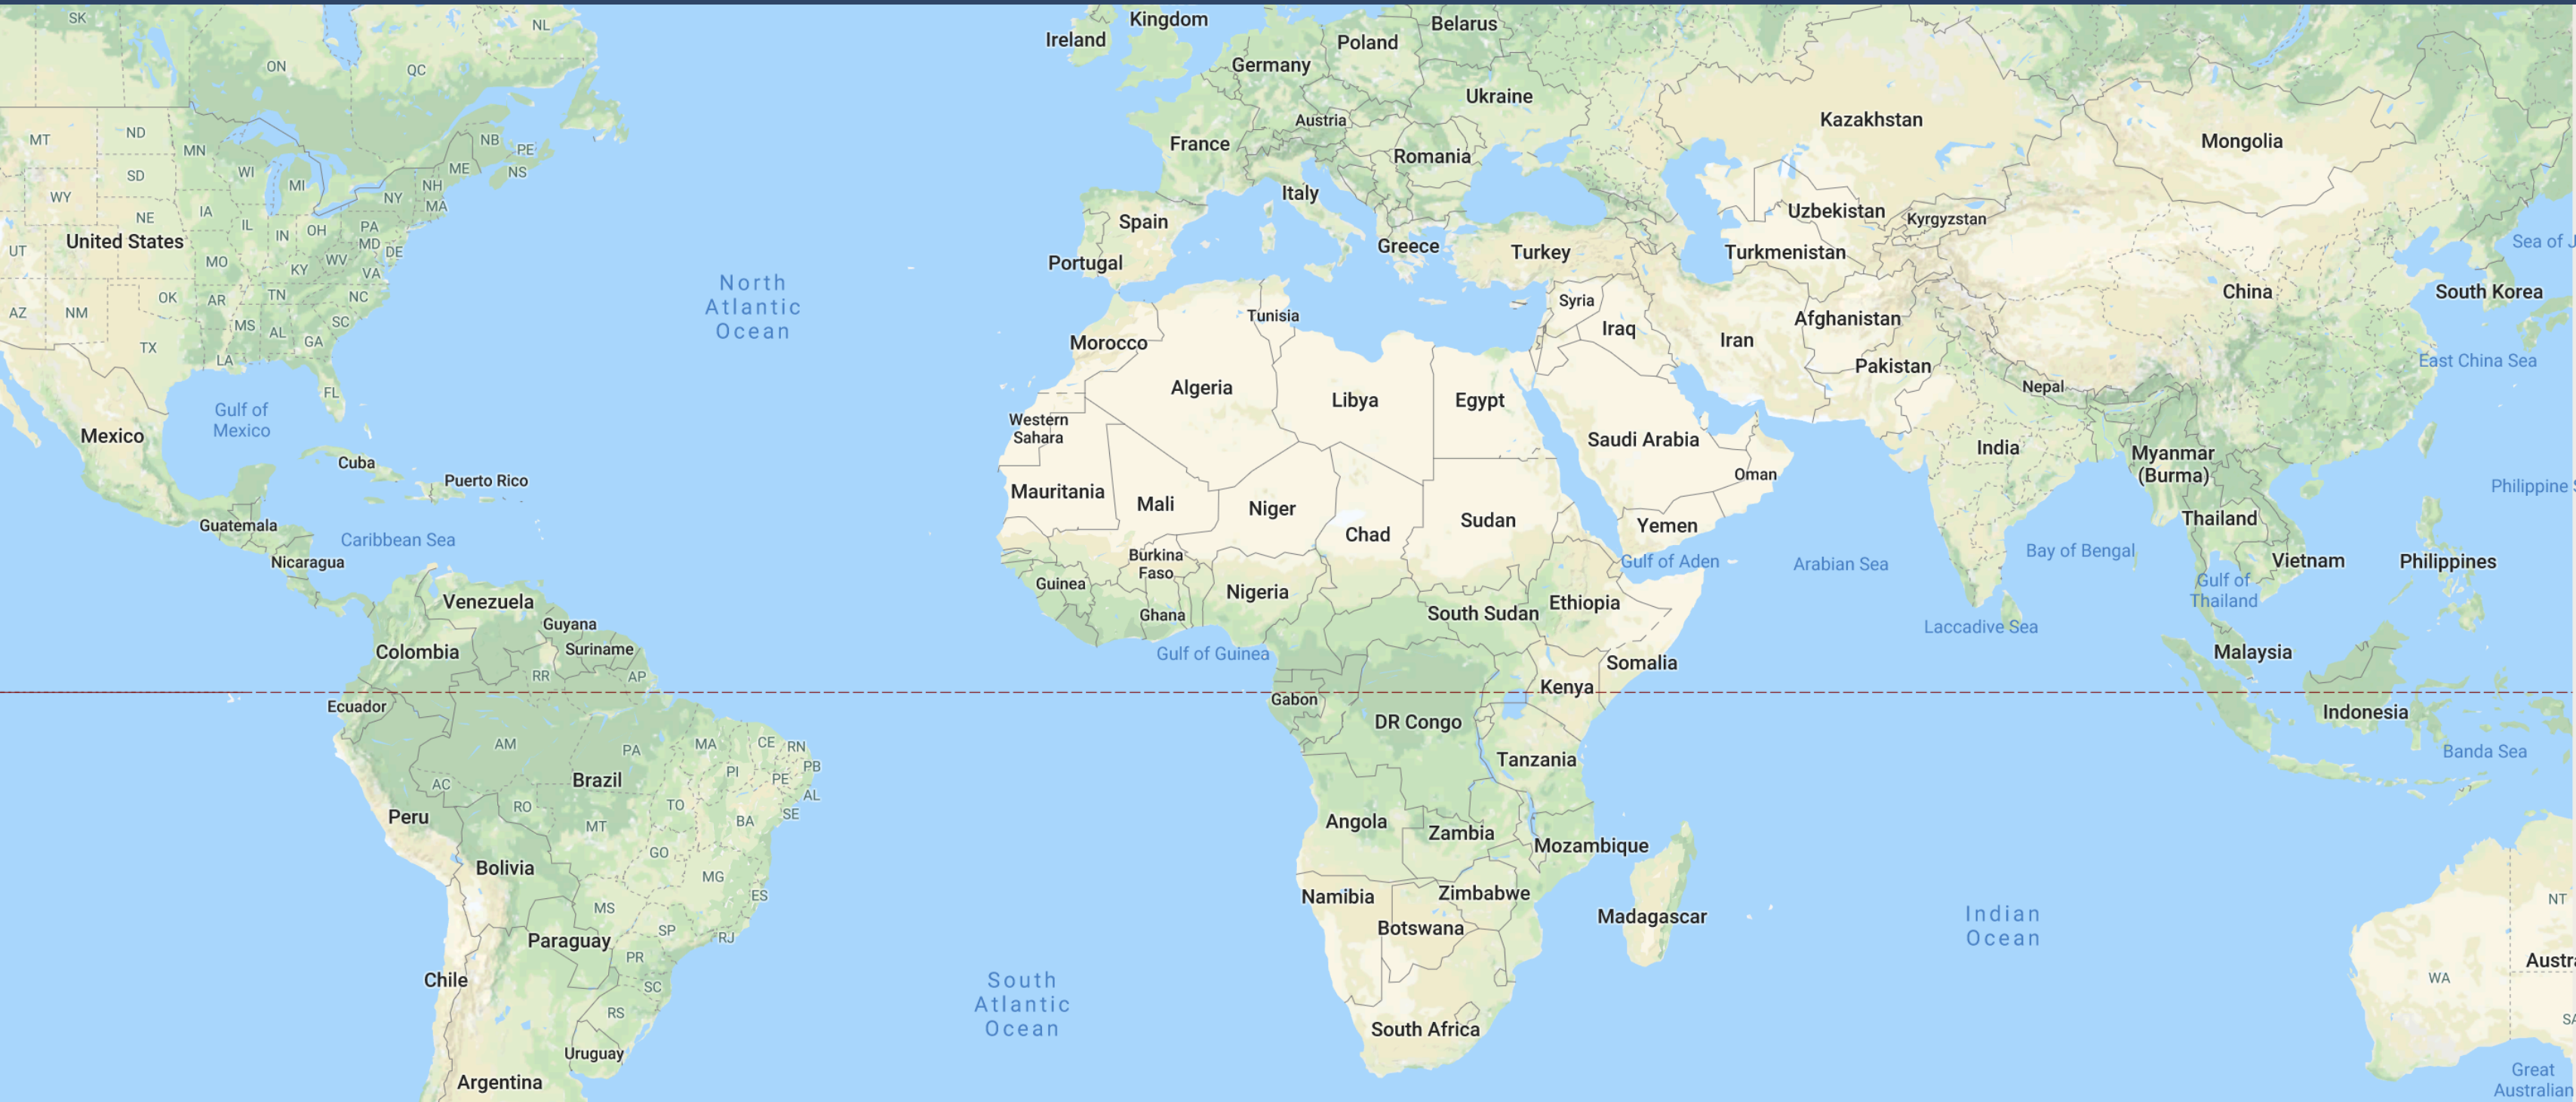 SK
NL
Kingdom
Belarus
Ireland
Poland
ON
QC
Germany
Ukraine
Kazakhstan
Austria
MT
ND
MN
NB
PE
France
Mongolia
Romania
WI
MI
ME
NS
SD
NH
WY
NY
MA
Italy
IA
NE
IL
IN
OH
PA
Spain
Uzbekistan
Kyrgyzstan
United States
MD
DE
UT
Greece
Turkey
Turkmenistan
Sea of J
MO
KY
WV
VA
Portugal
North
Atlantic
Ocean
OK
AR
TN
NC
Syria
China
South Korea
AZ
NM
MS
AL
SC
GA
Tunisia
Iraq
Iran
Afghanistan
TX
LA
Morocco
Pakistan
East China Sea
FL
Algeria
Libya
Egypt
Nepal
Gulf of
Mexico
Western
Sahara
Mexico
Saudi Arabia
India
Myanmar
(Burma)
Cuba
Puerto Rico
Oman
Mauritania
Mali
Niger
Philippine S
Guatemala
Chad
Sudan
Yemen
Thailand
Caribbean Sea
Nicaragua
Burkina
Faso
Gulf of Aden
Arabian Sea
Bay of Bengal
Vietnam
Philippines
Guinea
Nigeria
Gulf of
Thailand
Venezuela
Ghana
South Sudan
Ethiopia
Guyana
Laccadive Sea
Colombia
Suriname
Gulf of Guinea
Somalia
Malaysia
RR
AP
Kenya
Ecuador
Gabon
DR Congo
Indonesia
AM
PA
MA
CE
RN
Banda Sea
Tanzania
AC
Brazil
PI
PE
PB
AL
Peru
RO
MT
TO
BA
SE
Angola
Zambia
Mozambique
Bolivia
GO
MG
ES
Namibia
Zimbabwe
NT
MS
Madagascar
Indian
Ocean
Paraguay
SP
RJ
Botswana
PR
Austra
Chile
SC
South
Atlantic
Ocean
WA
RS
South Africa
SA
Uruguay
Argentina
Great
Australian